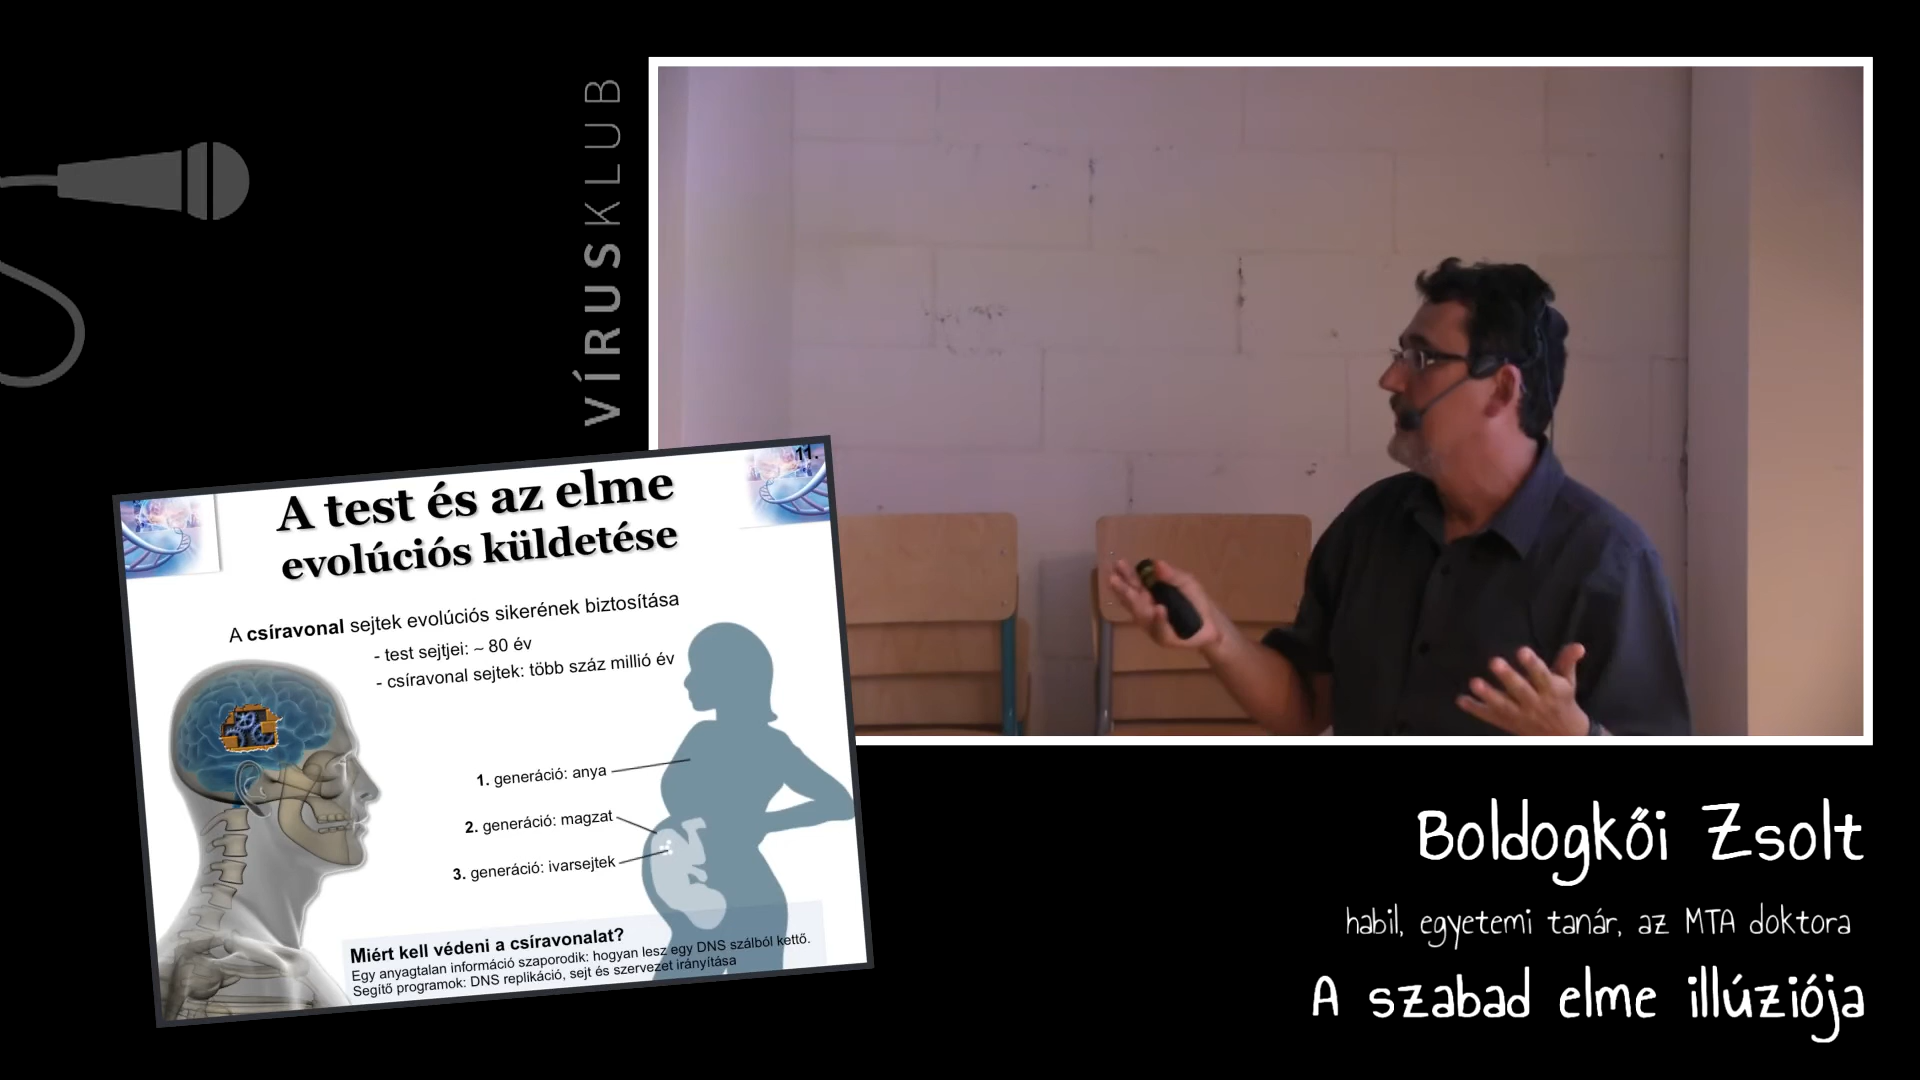 VÍRUSKLUB
11.
A test és az elme
evolúciós küldetése
A csíravonal sejtek evolúciós sikerének biztosítása
- test sejtjei: ~ 80 év
- csíravonal sejtek: több száz millió év
1. generáció: anya
2. generáció: magzat
3. generáció: ivarsejtek
Miért kell védeni a csíravonalat?
Egy anyagtalan információ szaporodik: hogyan lesz egy DNS szálból kettő.
Segítő programok: DNS replikáció, sejt és szervezet irányítása
Boldogkői Zsolt
habil, egyetemi tanár, az MTA doktora
A szabad elme illúziója